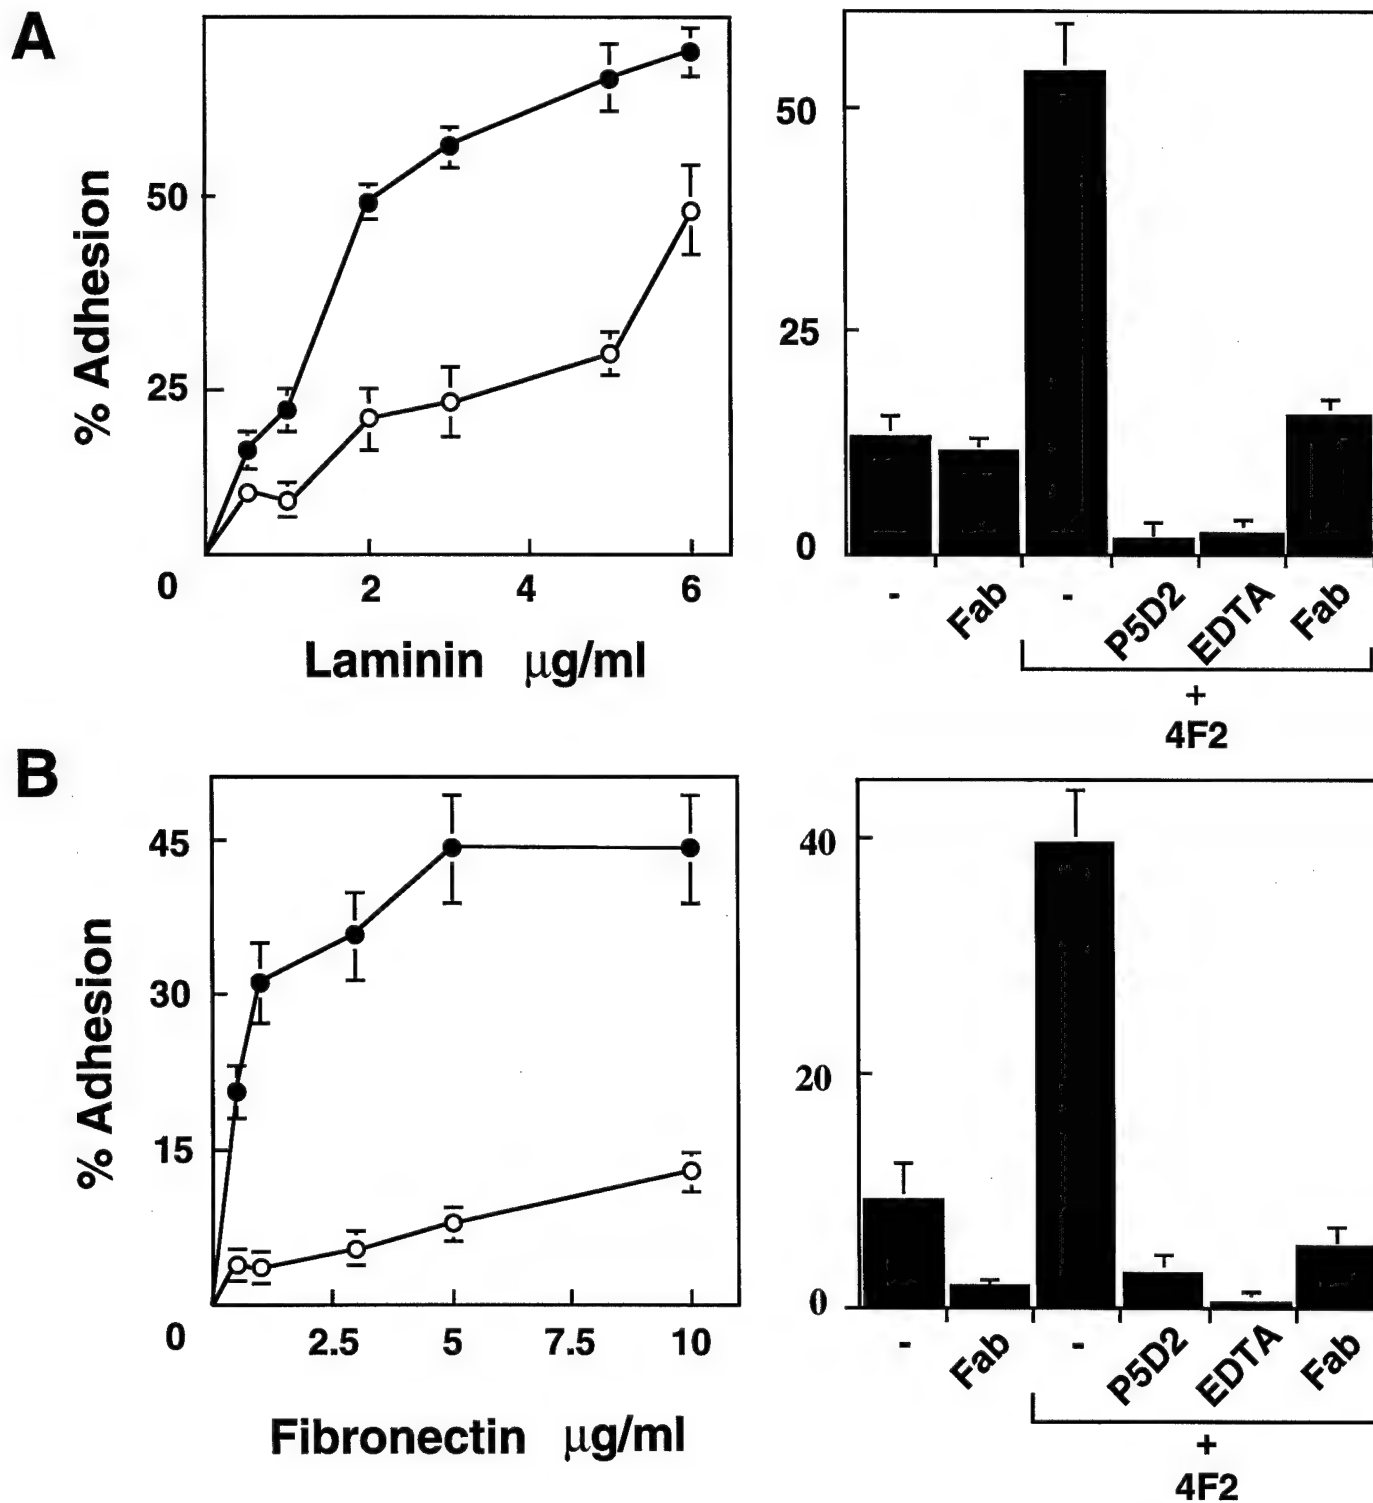 A
% Adhesion
50
25
0
2
4
6
Laminin μg/ml
50
25
0
-
Fab
-
P5D2
EDTA
Fab
+
4F2
B
% Adhesion
45
30
15
0
2.5
5
7.5
10
Fibronectin μg/ml
40
20
0
-
Fab
-
P5D2
EDTA
Fab
+
4F2